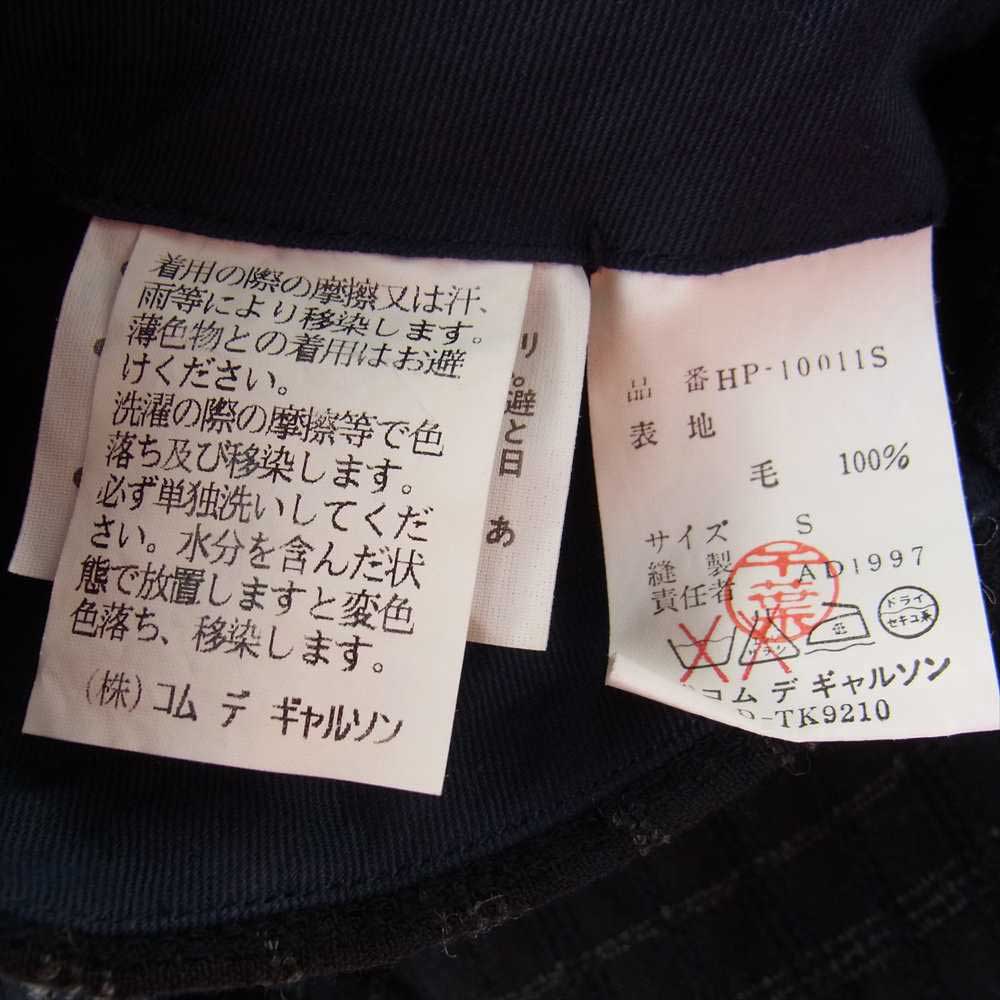 着用の際の摩擦又は汗、
雨等により移染します。
薄色物との着用はお避
けください。
洗濯の際の摩擦等で色
落ち及び移染します。
必ず単独洗いしてくだ
さい。水分を含んだ状
態で放置しますと変色
色落ち、移染します。
(株) コム デ ギャルソン
り
。
避
と
日
あ
品 番 HP-10011S
表 地
毛 100%
サイズ S
縫 製
責任者 AD1997
千葉
ドライ
セキユ系
コム デ ギャルソン
-TK9210